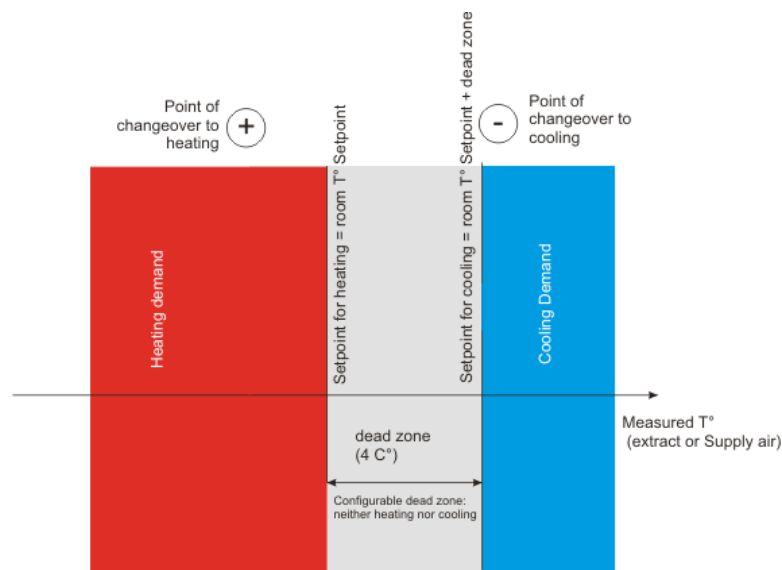 Point of
changeover to
heating
+
Setpoint for heating = room T° Setpoint
Setpoint for cooling = room T° Setpoint + dead zone
-
Point of
changeover to
cooling
Heating demand
Cooling Demand
Measured T°
(extract or Supply air)
dead zone
(4 C°)
Configurable dead zone:
neither heating nor cooling